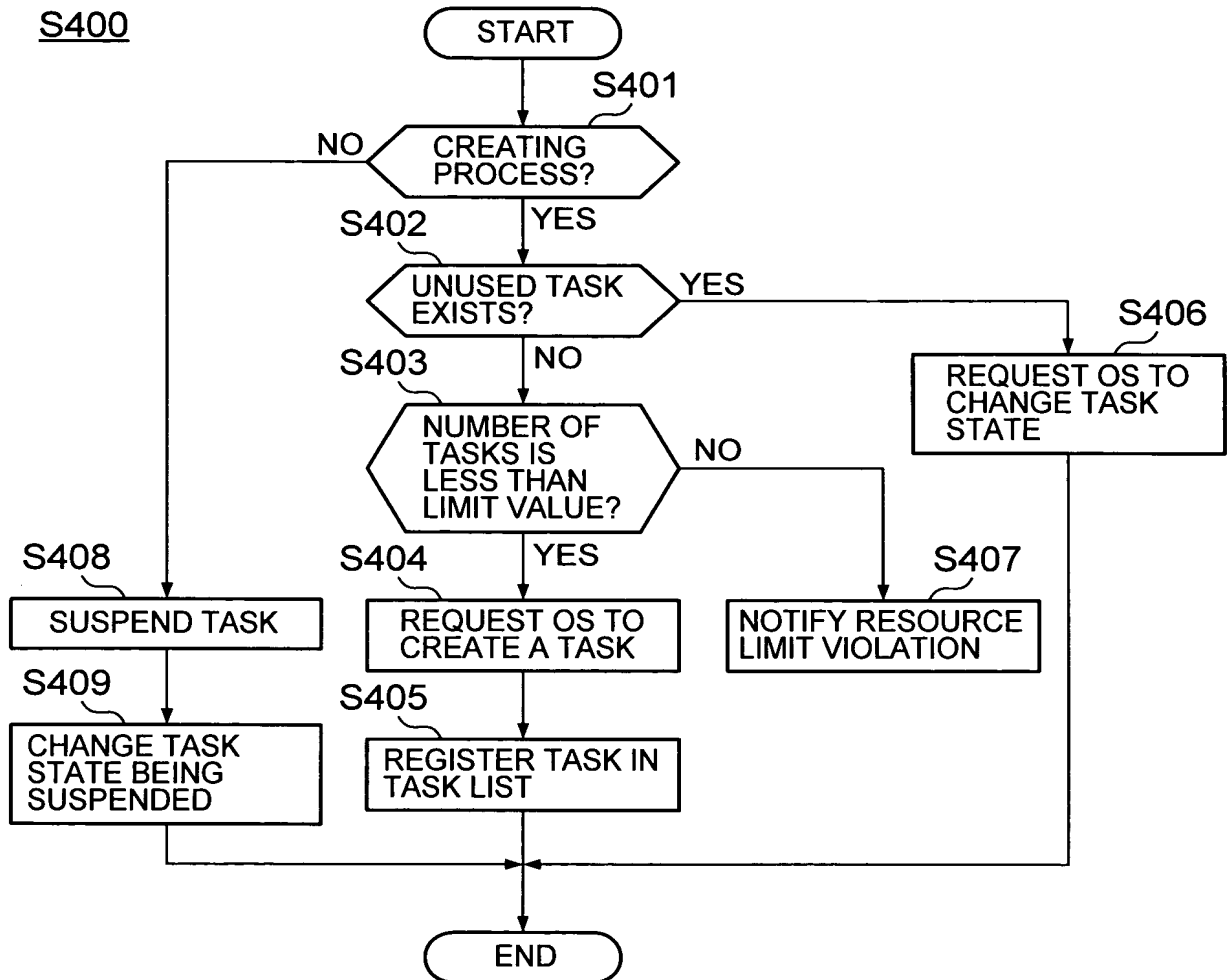 S400
START
S401
NO
CREATING
PROCESS?
YES
S402
UNUSED TASK
EXISTS?
YES
S406
NO
S403
REQUEST OS TO
CHANGE TASK
STATE
NUMBER OF
TASKS IS
LESS THAN
LIMIT VALUE?
NO
YES
S408
S404
S407
SUSPEND TASK
REQUEST OS TO
CREATE A TASK
NOTIFY RESOURCE
LIMIT VIOLATION
S409
S405
CHANGE TASK
STATE BEING
SUSPENDED
REGISTER TASK IN
TASK LIST
END